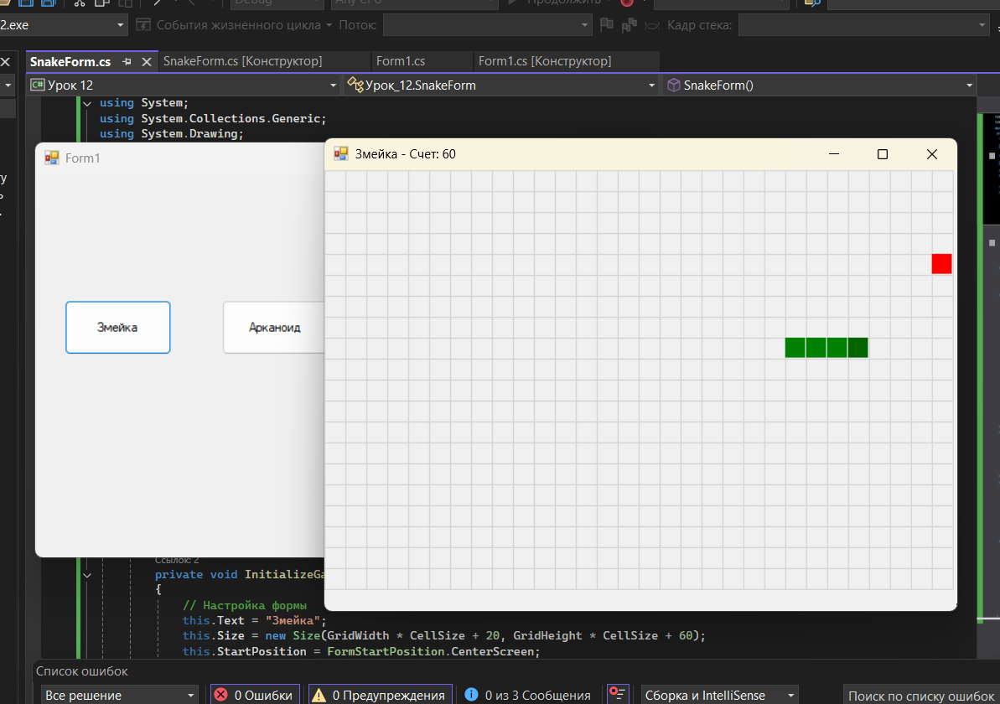 Debug Any CPU Продолжить
2.exe События жизненного цикла Поток: Кадр стека:
SnakeForm.cs SnakeForm.cs [Конструктор] Form1.cs Form1.cs [Конструктор]
C# Урок 12 Урок_12.SnakeForm SnakeForm()
using System;
using System.Collections.Generic;
using System.Drawing;
Form1
Змейка - Счет: 60
Змейка
Арканоид
Ссылок: 2
private void InitializeGa
{
// Настройка формы
this.Text = "Змейка";
this.Size = new Size(GridWidth * CellSize + 20, GridHeight * CellSize + 60);
this.StartPosition = FormStartPosition.CenterScreen;
Список ошибок
Все решение 0 Ошибки 0 Предупреждения 0 из 3 Сообщения Сборка и IntelliSense Поиск по списку ошибок